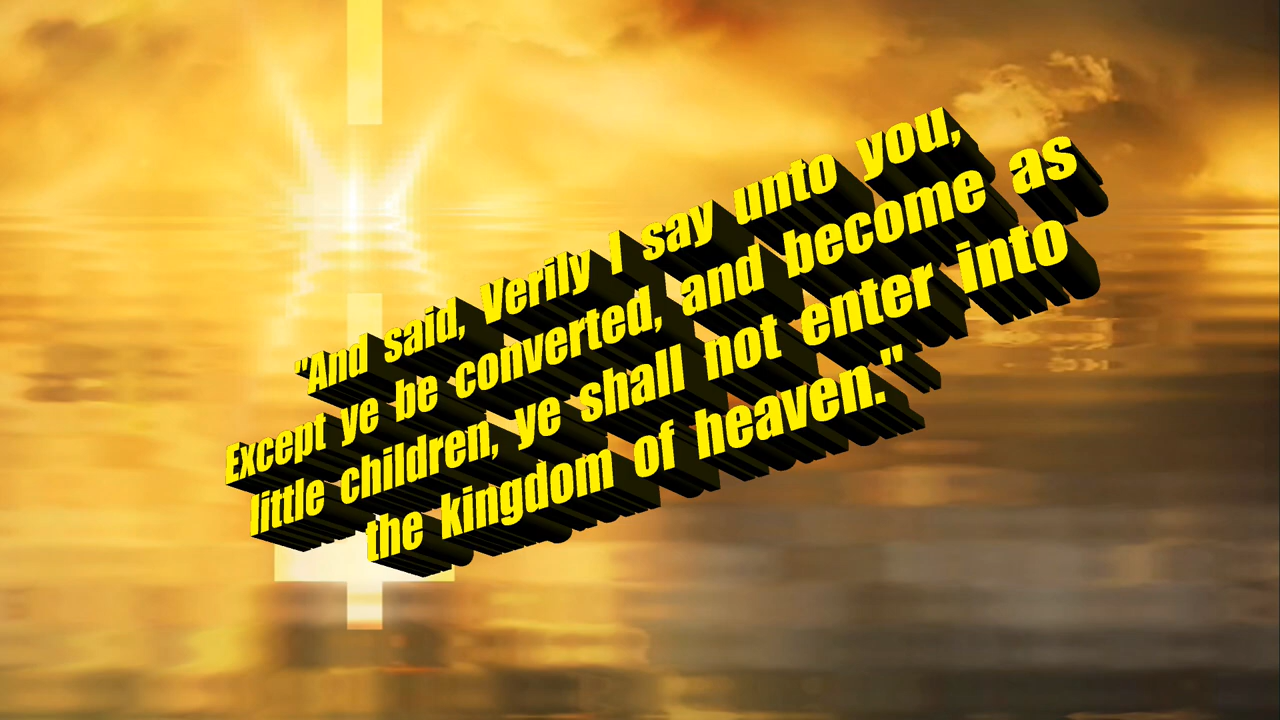 "And said, Verily I say unto you,
Except ye be converted, and become as
little children, ye shall not enter into
the kingdom of heaven."